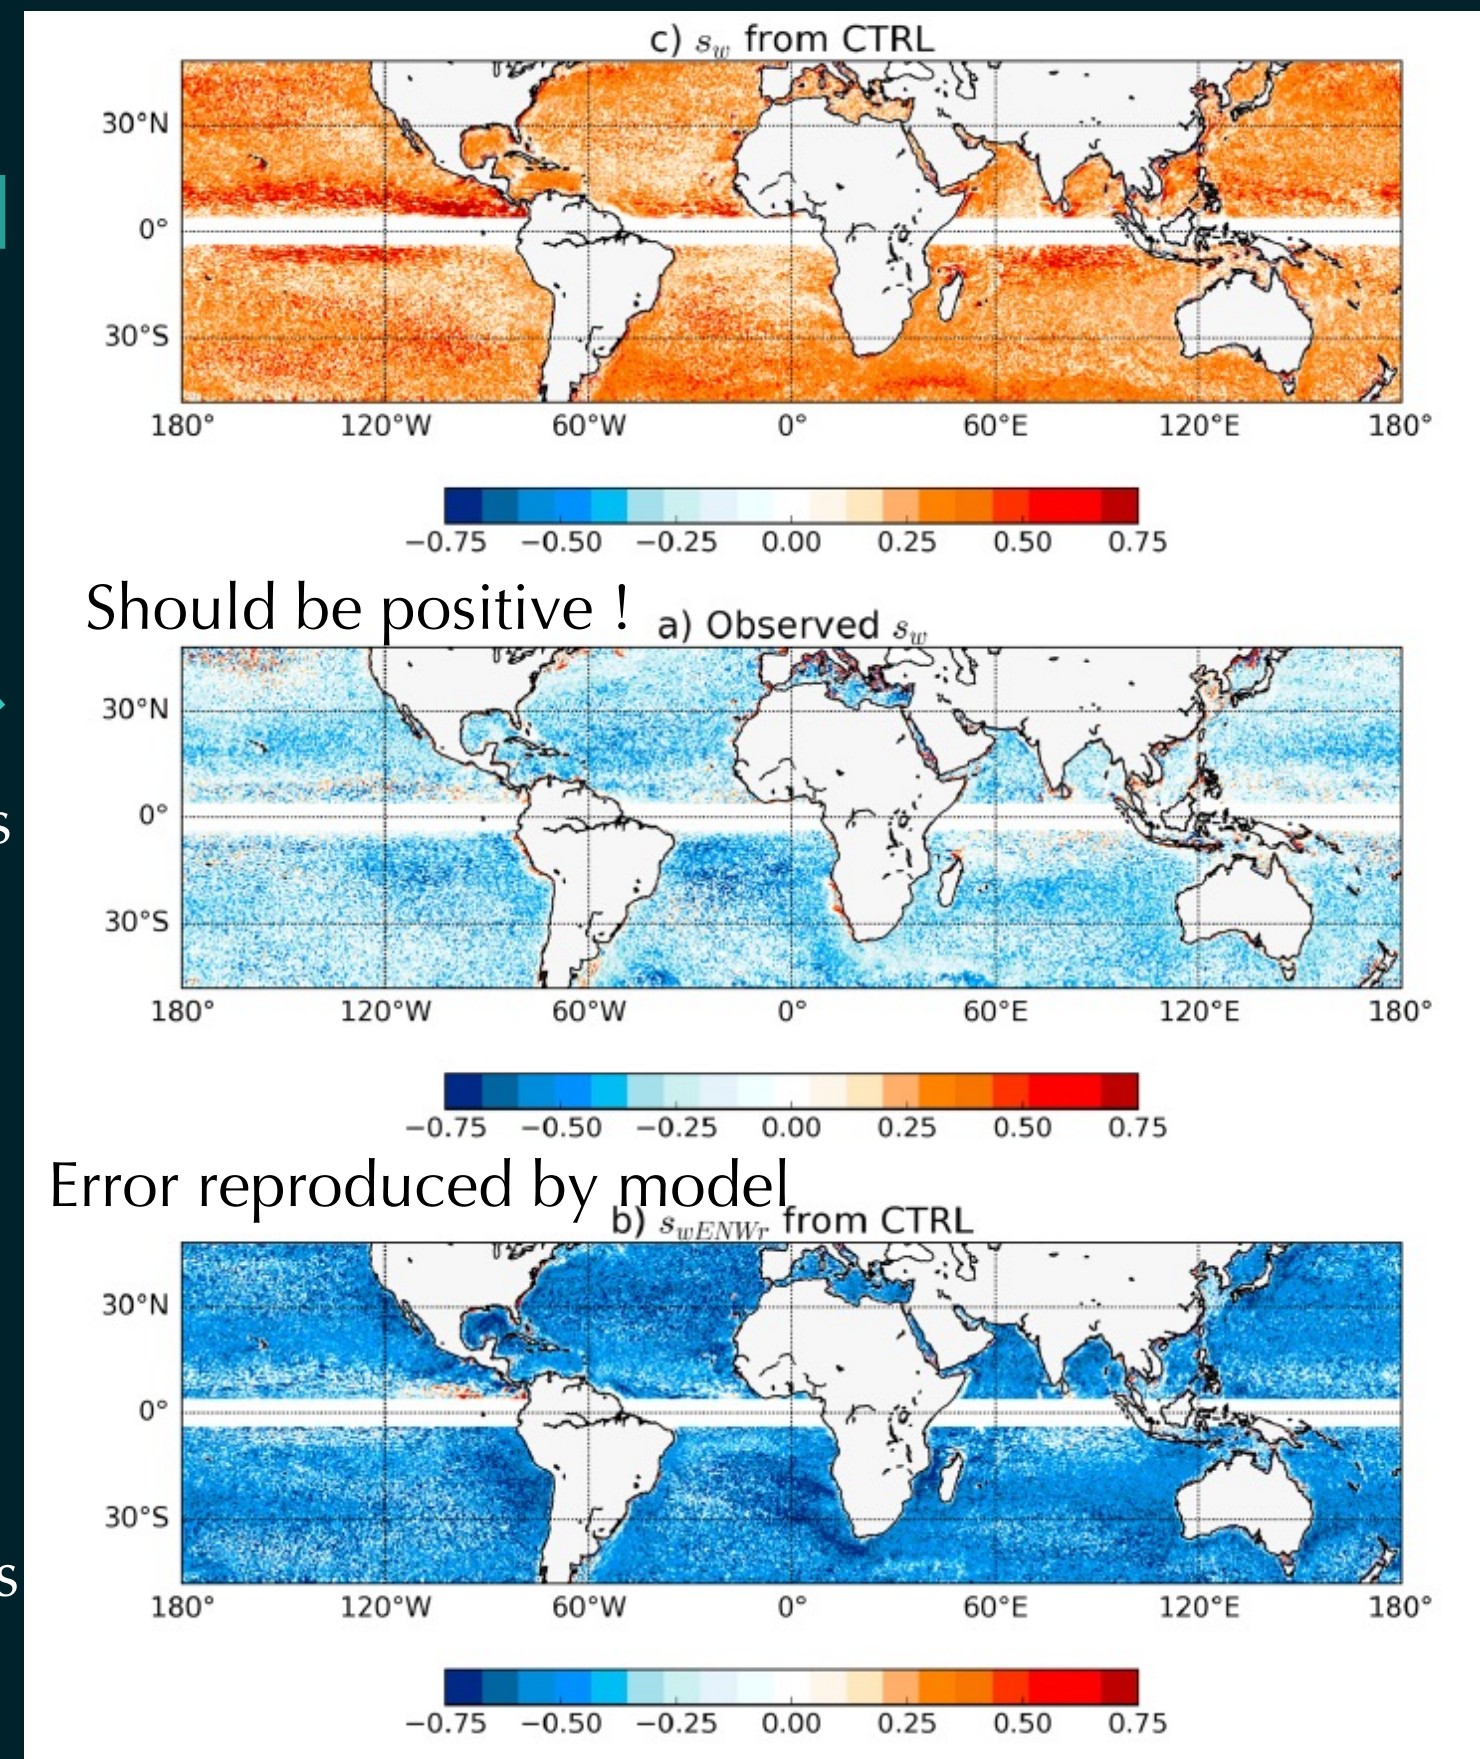 c) s_w from CTRL
30°N
0°
30°S
180° 120°W 60°W 0° 60°E 120°E 180°
−0.75 −0.50 −0.25 0.00 0.25 0.50 0.75
Should be positive !
a) Observed s_w
30°N
0°
s
30°S
180° 120°W 60°W 0° 60°E 120°E 180°
−0.75 −0.50 −0.25 0.00 0.25 0.50 0.75
Error reproduced by model
b) s_wENWr from CTRL
30°N
0°
30°S
s
180° 120°W 60°W 0° 60°E 120°E 180°
−0.75 −0.50 −0.25 0.00 0.25 0.50 0.75